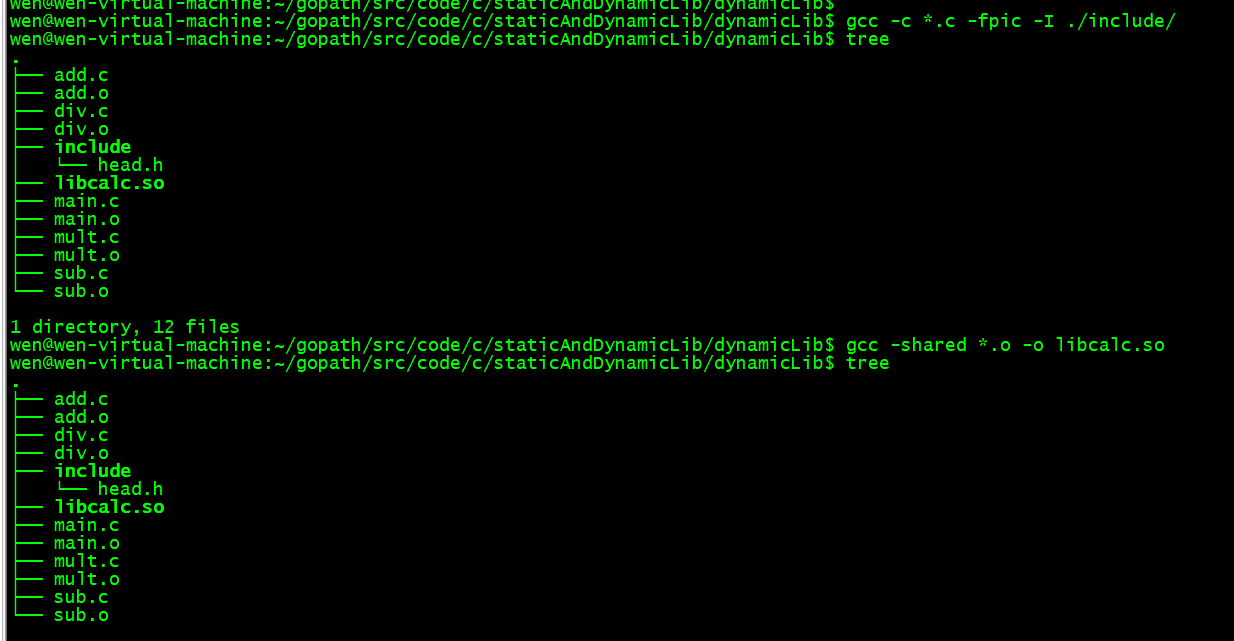 wen@wen-virtual-machine:~/gopath/src/code/c/staticAndDynamicLib/dynamicLib$
wen@wen-virtual-machine:~/gopath/src/code/c/staticAndDynamicLib/dynamicLib$ gcc -c *.c -fpic -I ./include/
wen@wen-virtual-machine:~/gopath/src/code/c/staticAndDynamicLib/dynamicLib$ tree
.
├── add.c
├── add.o
├── div.c
├── div.o
├── include
│   └── head.h
├── libcalc.so
├── main.c
├── main.o
├── mult.c
├── mult.o
├── sub.c
└── sub.o
1 directory, 12 files
wen@wen-virtual-machine:~/gopath/src/code/c/staticAndDynamicLib/dynamicLib$ gcc -shared *.o -o libcalc.so
wen@wen-virtual-machine:~/gopath/src/code/c/staticAndDynamicLib/dynamicLib$ tree
.
├── add.c
├── add.o
├── div.c
├── div.o
├── include
│   └── head.h
├── libcalc.so
├── main.c
├── main.o
├── mult.c
├── mult.o
├── sub.c
└── sub.o